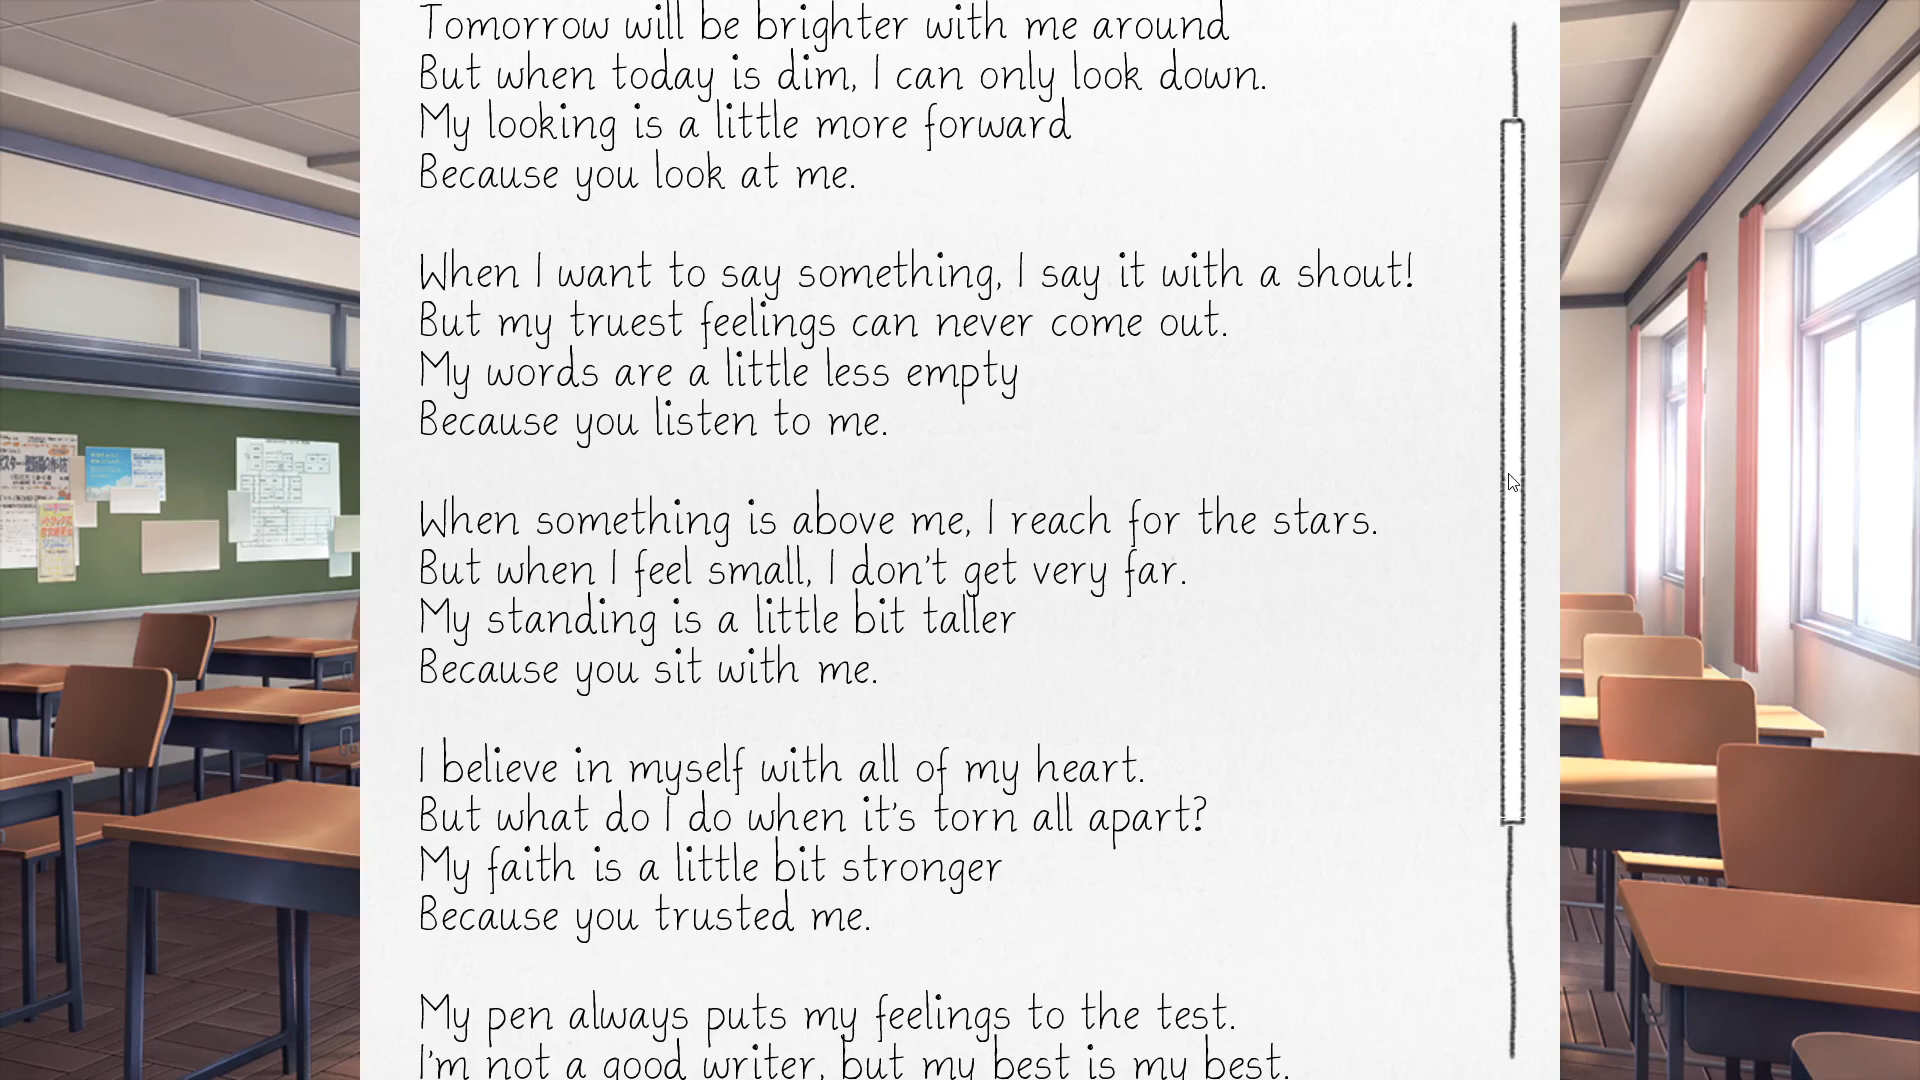 Tomorrow will be brighter with me around
But when today is dim, I can only look down.
My looking is a little more forward
Because you look at me.
When I want to say something, I say it with a shout!
But my truest feelings can never come out.
My words are a little less empty
Because you listen to me.
When something is above me, I reach for the stars.
But when I feel small, I don't get very far.
My standing is a little bit taller
Because you sit with me.
I believe in myself with all of my heart.
But what do I do when it's torn all apart?
My faith is a little bit stronger
Because you trusted me.
My pen always puts my feelings to the test.
I'm not a good writer, but my best is my best.